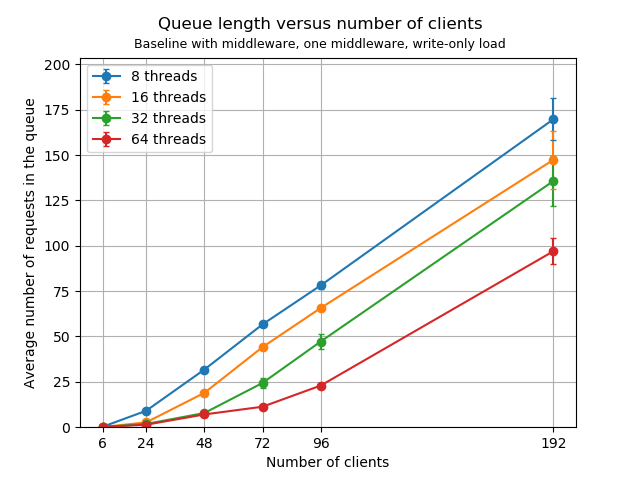 Queue length versus number of clients
Baseline with middleware, one middleware, write-only load
Average number of requests in the queue
200
175
150
125
100
75
50
25
0
8 threads
16 threads
32 threads
64 threads
6 24 48 72 96 192
Number of clients